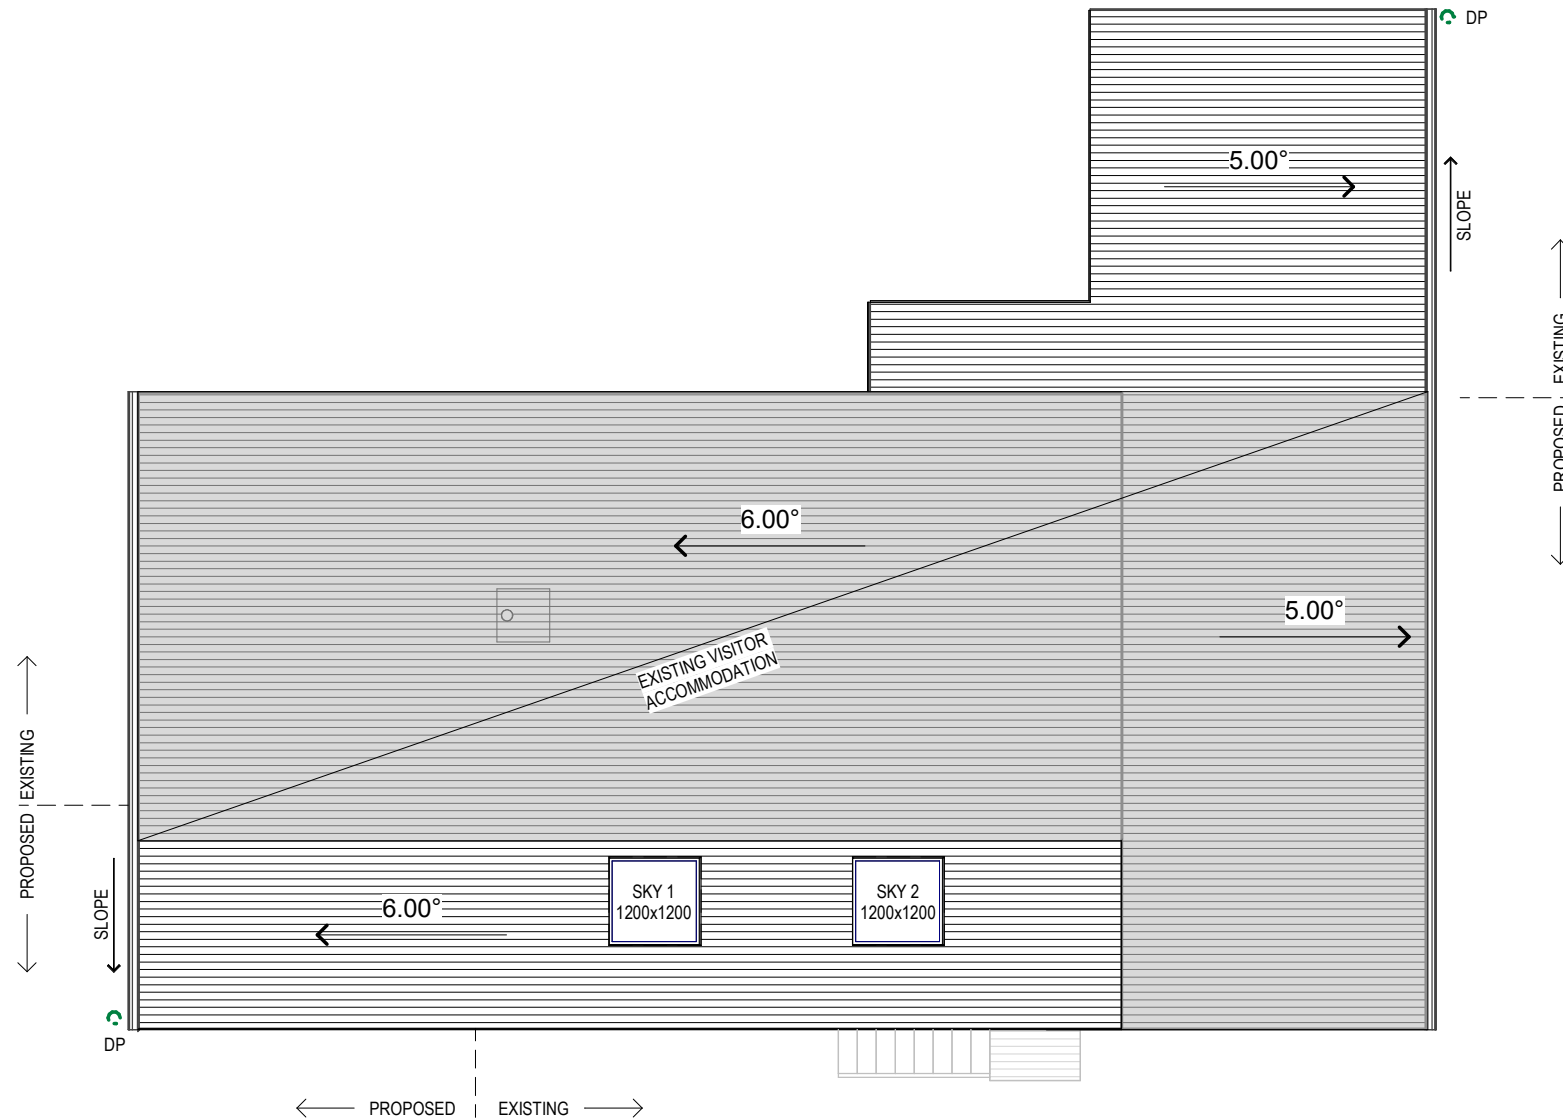 DP
5.00°
SLOPE
EXISTING
PROPOSED
6.00°
5.00°
EXISTING VISITOR
ACCOMMODATION
EXISTING
PROPOSED
SLOPE
6.00°
SKY 1
1200x1200
SKY 2
1200x1200
DP
PROPOSED
EXISTING